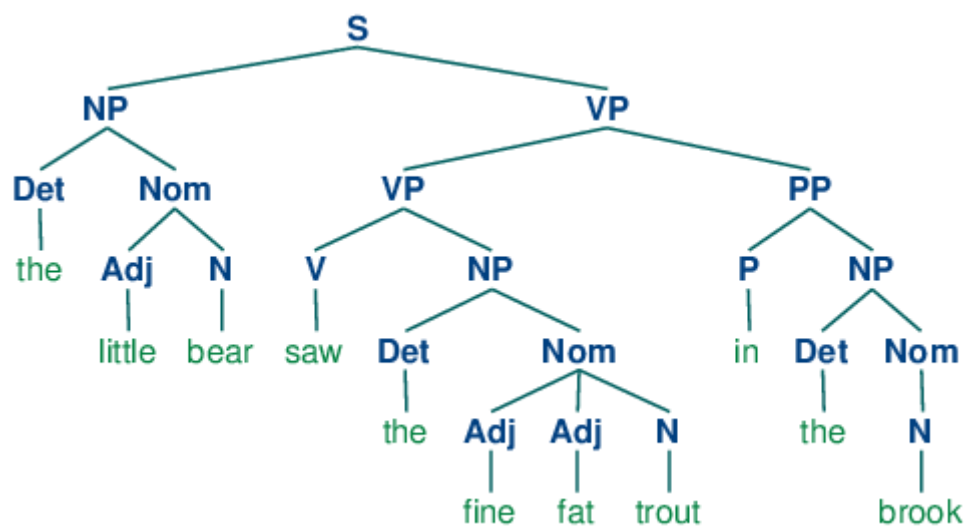 S
NP VP
Det Nom VP PP
the Adj N V NP P NP
little bear saw Det Nom in Det Nom
the Adj Adj N the N
fine fat trout brook